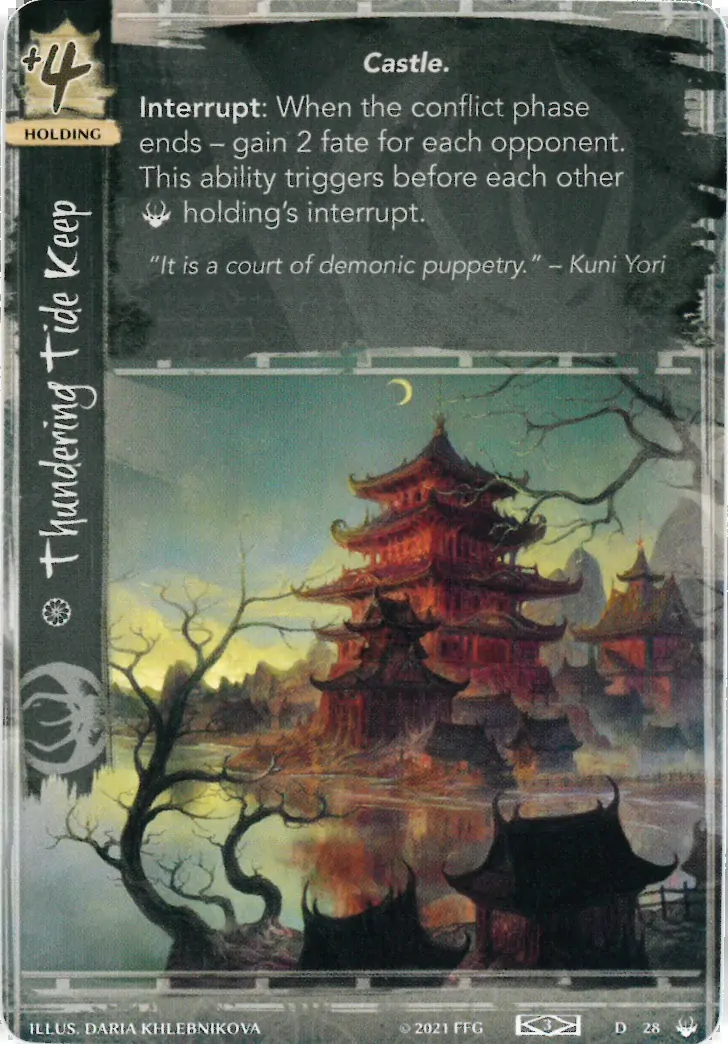 +4
HOLDING
Castle.
Interrupt: When the conflict phase
ends – gain 2 fate for each opponent.
This ability triggers before each other
holding's interrupt.
"It is a court of demonic puppetry." – Kuni Yori
Thundering Tide Keep
ILLUS. DARIA KHLEBNIKOVA
© 2021 FFG
3
D 28